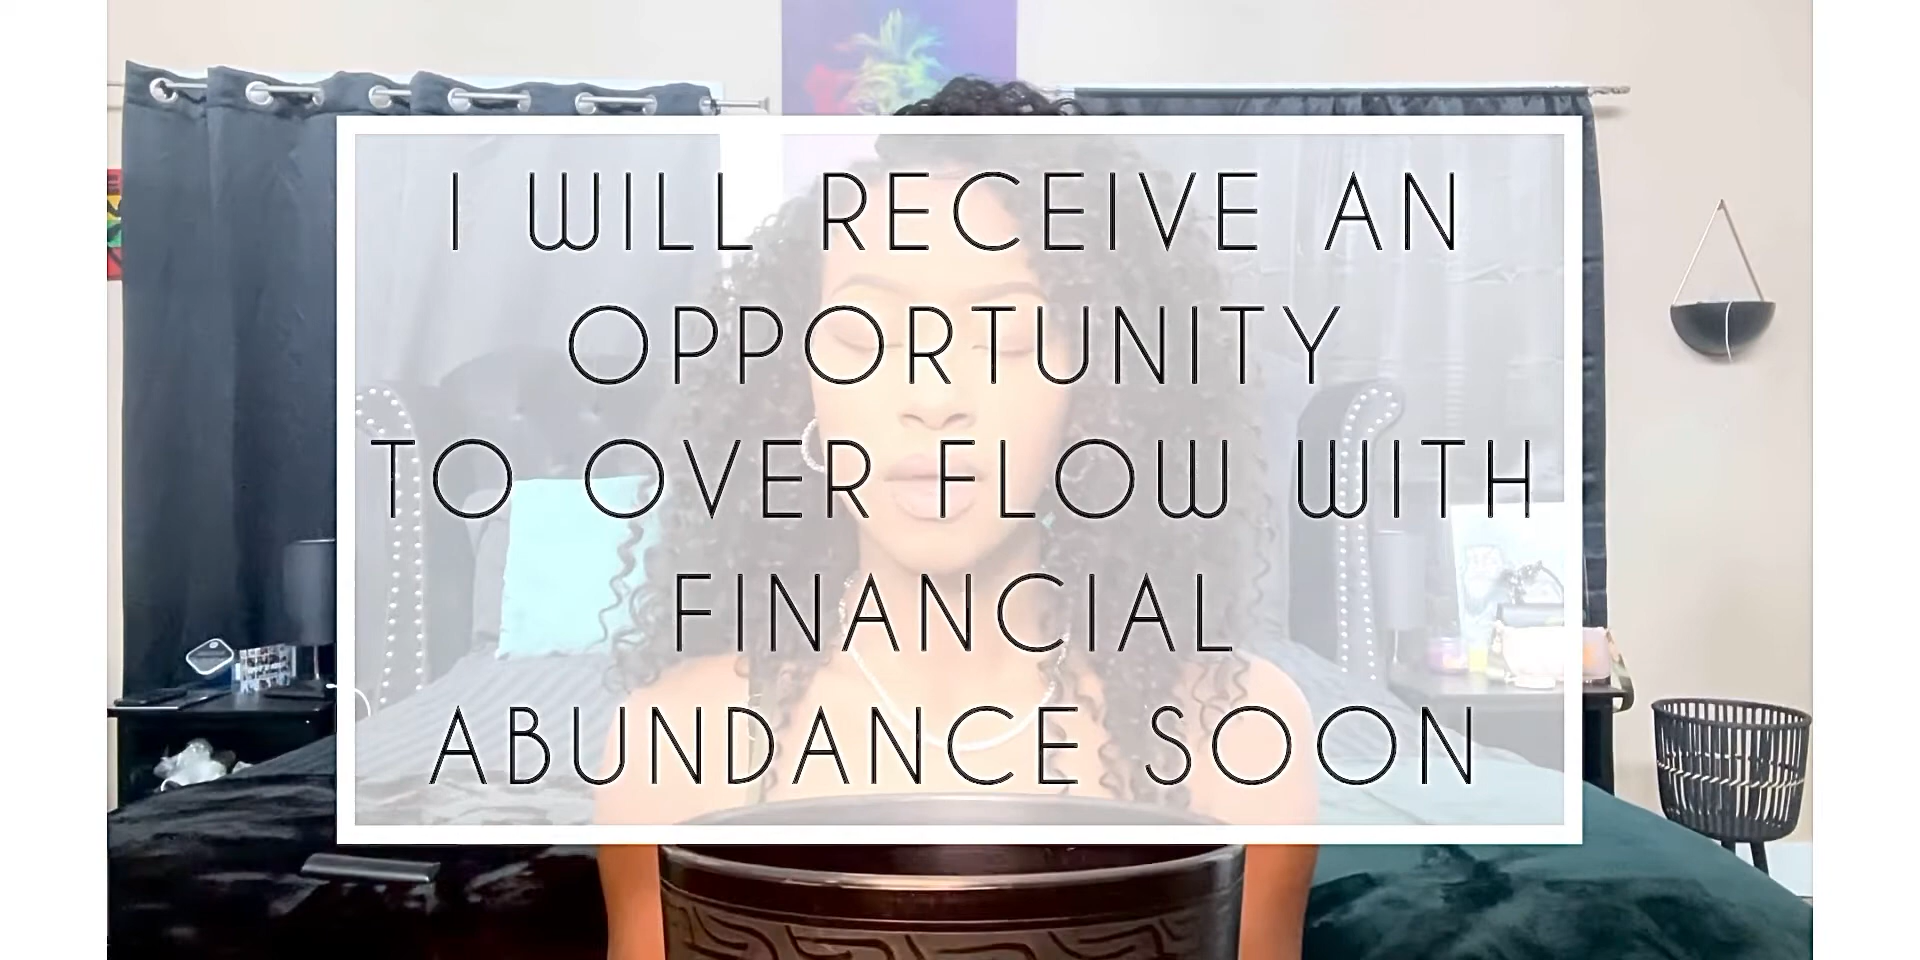 I WILL RECEIVE AN
OPPORTUNITY
TO OVER FLOW WITH
FINANCIAL
ABUNDANCE SOON